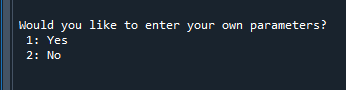 Would you like to enter your own parameters?
1: Yes
2: No